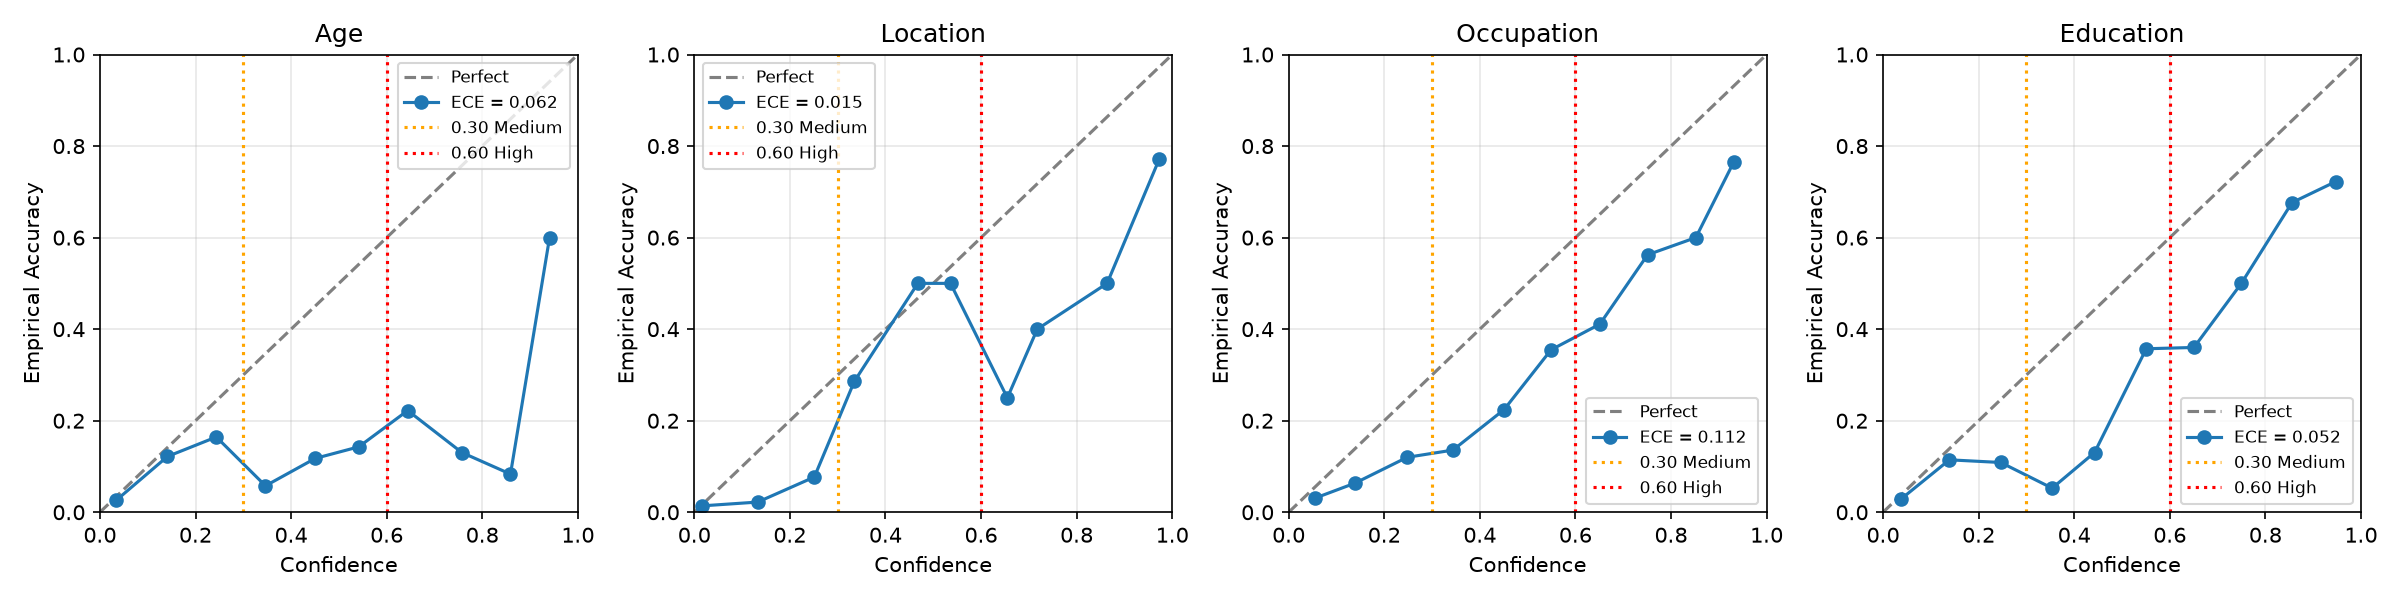 Age
1.0
0.8
0.6
0.4
0.2
0.0
Empirical Accuracy
Perfect
ECE = 0.062
0.30 Medium
0.60 High
0.0 0.2 0.4 0.6 0.8 1.0
Confidence
Location
1.0
0.8
0.6
0.4
0.2
0.0
Empirical Accuracy
Perfect
ECE = 0.015
0.30 Medium
0.60 High
0.0 0.2 0.4 0.6 0.8 1.0
Confidence
Occupation
1.0
0.8
0.6
0.4
0.2
0.0
Empirical Accuracy
Perfect
ECE = 0.112
0.30 Medium
0.60 High
0.0 0.2 0.4 0.6 0.8 1.0
Confidence
Education
1.0
0.8
0.6
0.4
0.2
0.0
Empirical Accuracy
Perfect
ECE = 0.052
0.30 Medium
0.60 High
0.0 0.2 0.4 0.6 0.8 1.0
Confidence